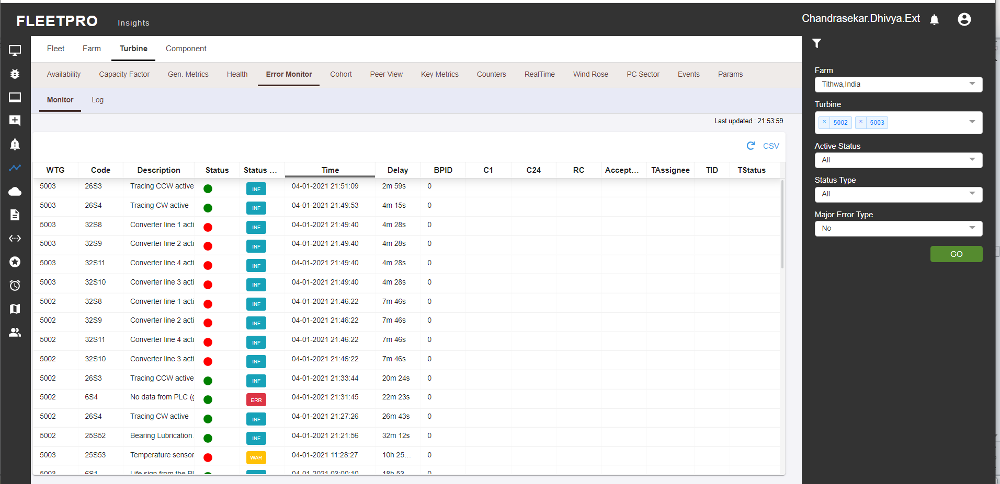 FLEETPRO Insights Chandrasekar.Dhivya.Ext
Fleet Farm Turbine Component
Availability Capacity Factor Gen. Metrics Health Error Monitor Cohort Peer View Key Metrics Counters RealTime Wind Rose PC Sector Events Params
Monitor Log
Last updated : 21:53:59
CSV
WTG Code Description Status Status ... Time Delay BPID C1 C24 RC Accept... TAssignee TID TStatus
5003 26S3 Tracing CCW active INF 04-01-2021 21:51:09 2m 59s 0
5003 26S4 Tracing CW active INF 04-01-2021 21:49:53 4m 15s 0
5003 32S8 Converter line 1 acti INF 04-01-2021 21:49:40 4m 28s 0
5003 32S9 Converter line 2 acti INF 04-01-2021 21:49:40 4m 28s 0
5003 32S11 Converter line 4 acti INF 04-01-2021 21:49:40 4m 28s 0
5003 32S10 Converter line 3 acti INF 04-01-2021 21:49:40 4m 28s 0
5002 32S8 Converter line 1 acti INF 04-01-2021 21:46:22 7m 46s 0
5002 32S9 Converter line 2 acti INF 04-01-2021 21:46:22 7m 46s 0
5002 32S11 Converter line 4 acti INF 04-01-2021 21:46:22 7m 46s 0
5002 32S10 Converter line 3 acti INF 04-01-2021 21:46:22 7m 46s 0
5002 26S3 Tracing CCW active INF 04-01-2021 21:33:44 20m 24s 0
5002 6S4 No data from PLC (g ERR 04-01-2021 21:31:45 22m 23s 0
5002 26S4 Tracing CW active INF 04-01-2021 21:27:26 26m 43s 0
5002 25S52 Bearing Lubrication INF 04-01-2021 21:21:56 32m 12s 0
5003 25S53 Temperature sensor WAR 04-01-2021 11:28:27 10h 25... 0
5003 6S1 Life sign from the Pl 04-01-2021 03:00:10 18h 53... 0
Farm
Tithwa,India
Turbine
× 5002 × 5003
Active Status
All
Status Type
All
Major Error Type
No
GO